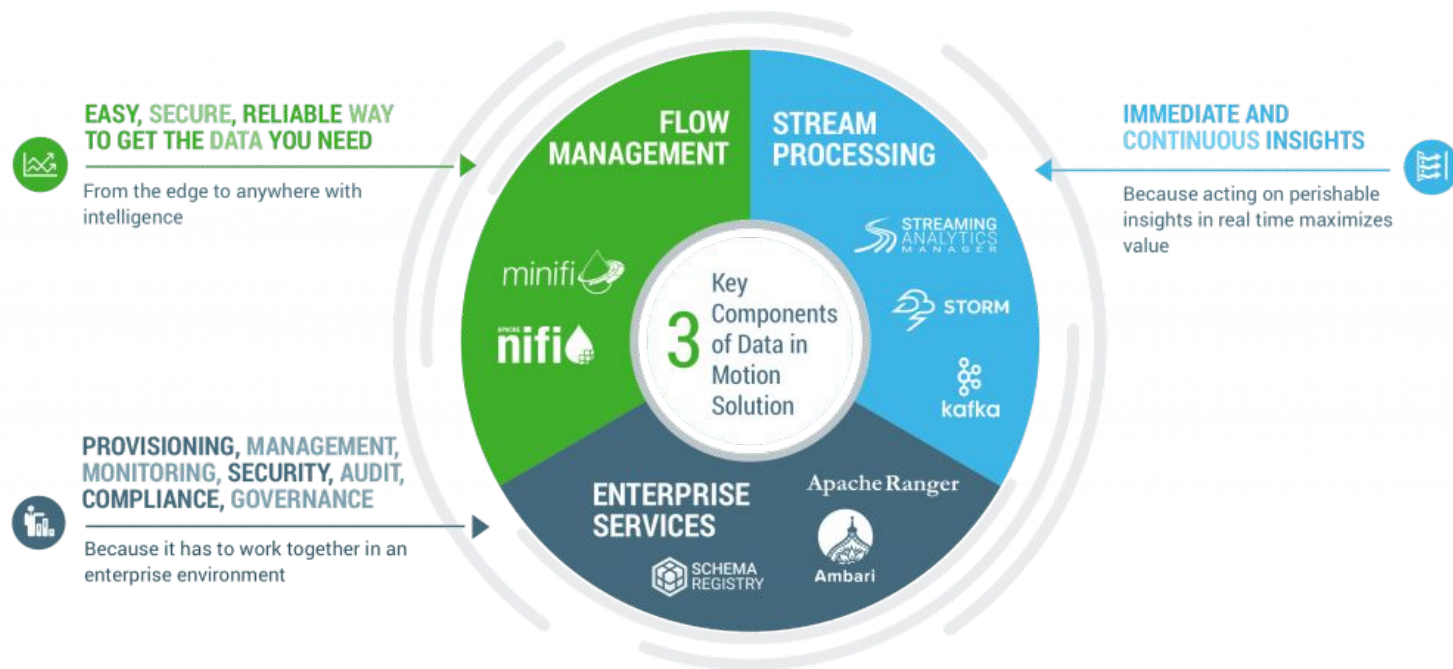 EASY, SECURE, RELIABLE WAY
TO GET THE DATA YOU NEED
From the edge to anywhere with
intelligence
PROVISIONING, MANAGEMENT,
MONITORING, SECURITY, AUDIT,
COMPLIANCE, GOVERNANCE
Because it has to work together in an
enterprise environment
FLOW
MANAGEMENT
minifi
APACHE
nifi
STREAM
PROCESSING
STREAMING
ANALYTICS
MANAGER
STORM
kafka
3
Key
Components
of Data in
Motion
Solution
ENTERPRISE
SERVICES
Apache Ranger
Ambari
SCHEMA
REGISTRY
IMMEDIATE AND
CONTINUOUS INSIGHTS
Because acting on perishable
insights in real time maximizes
value